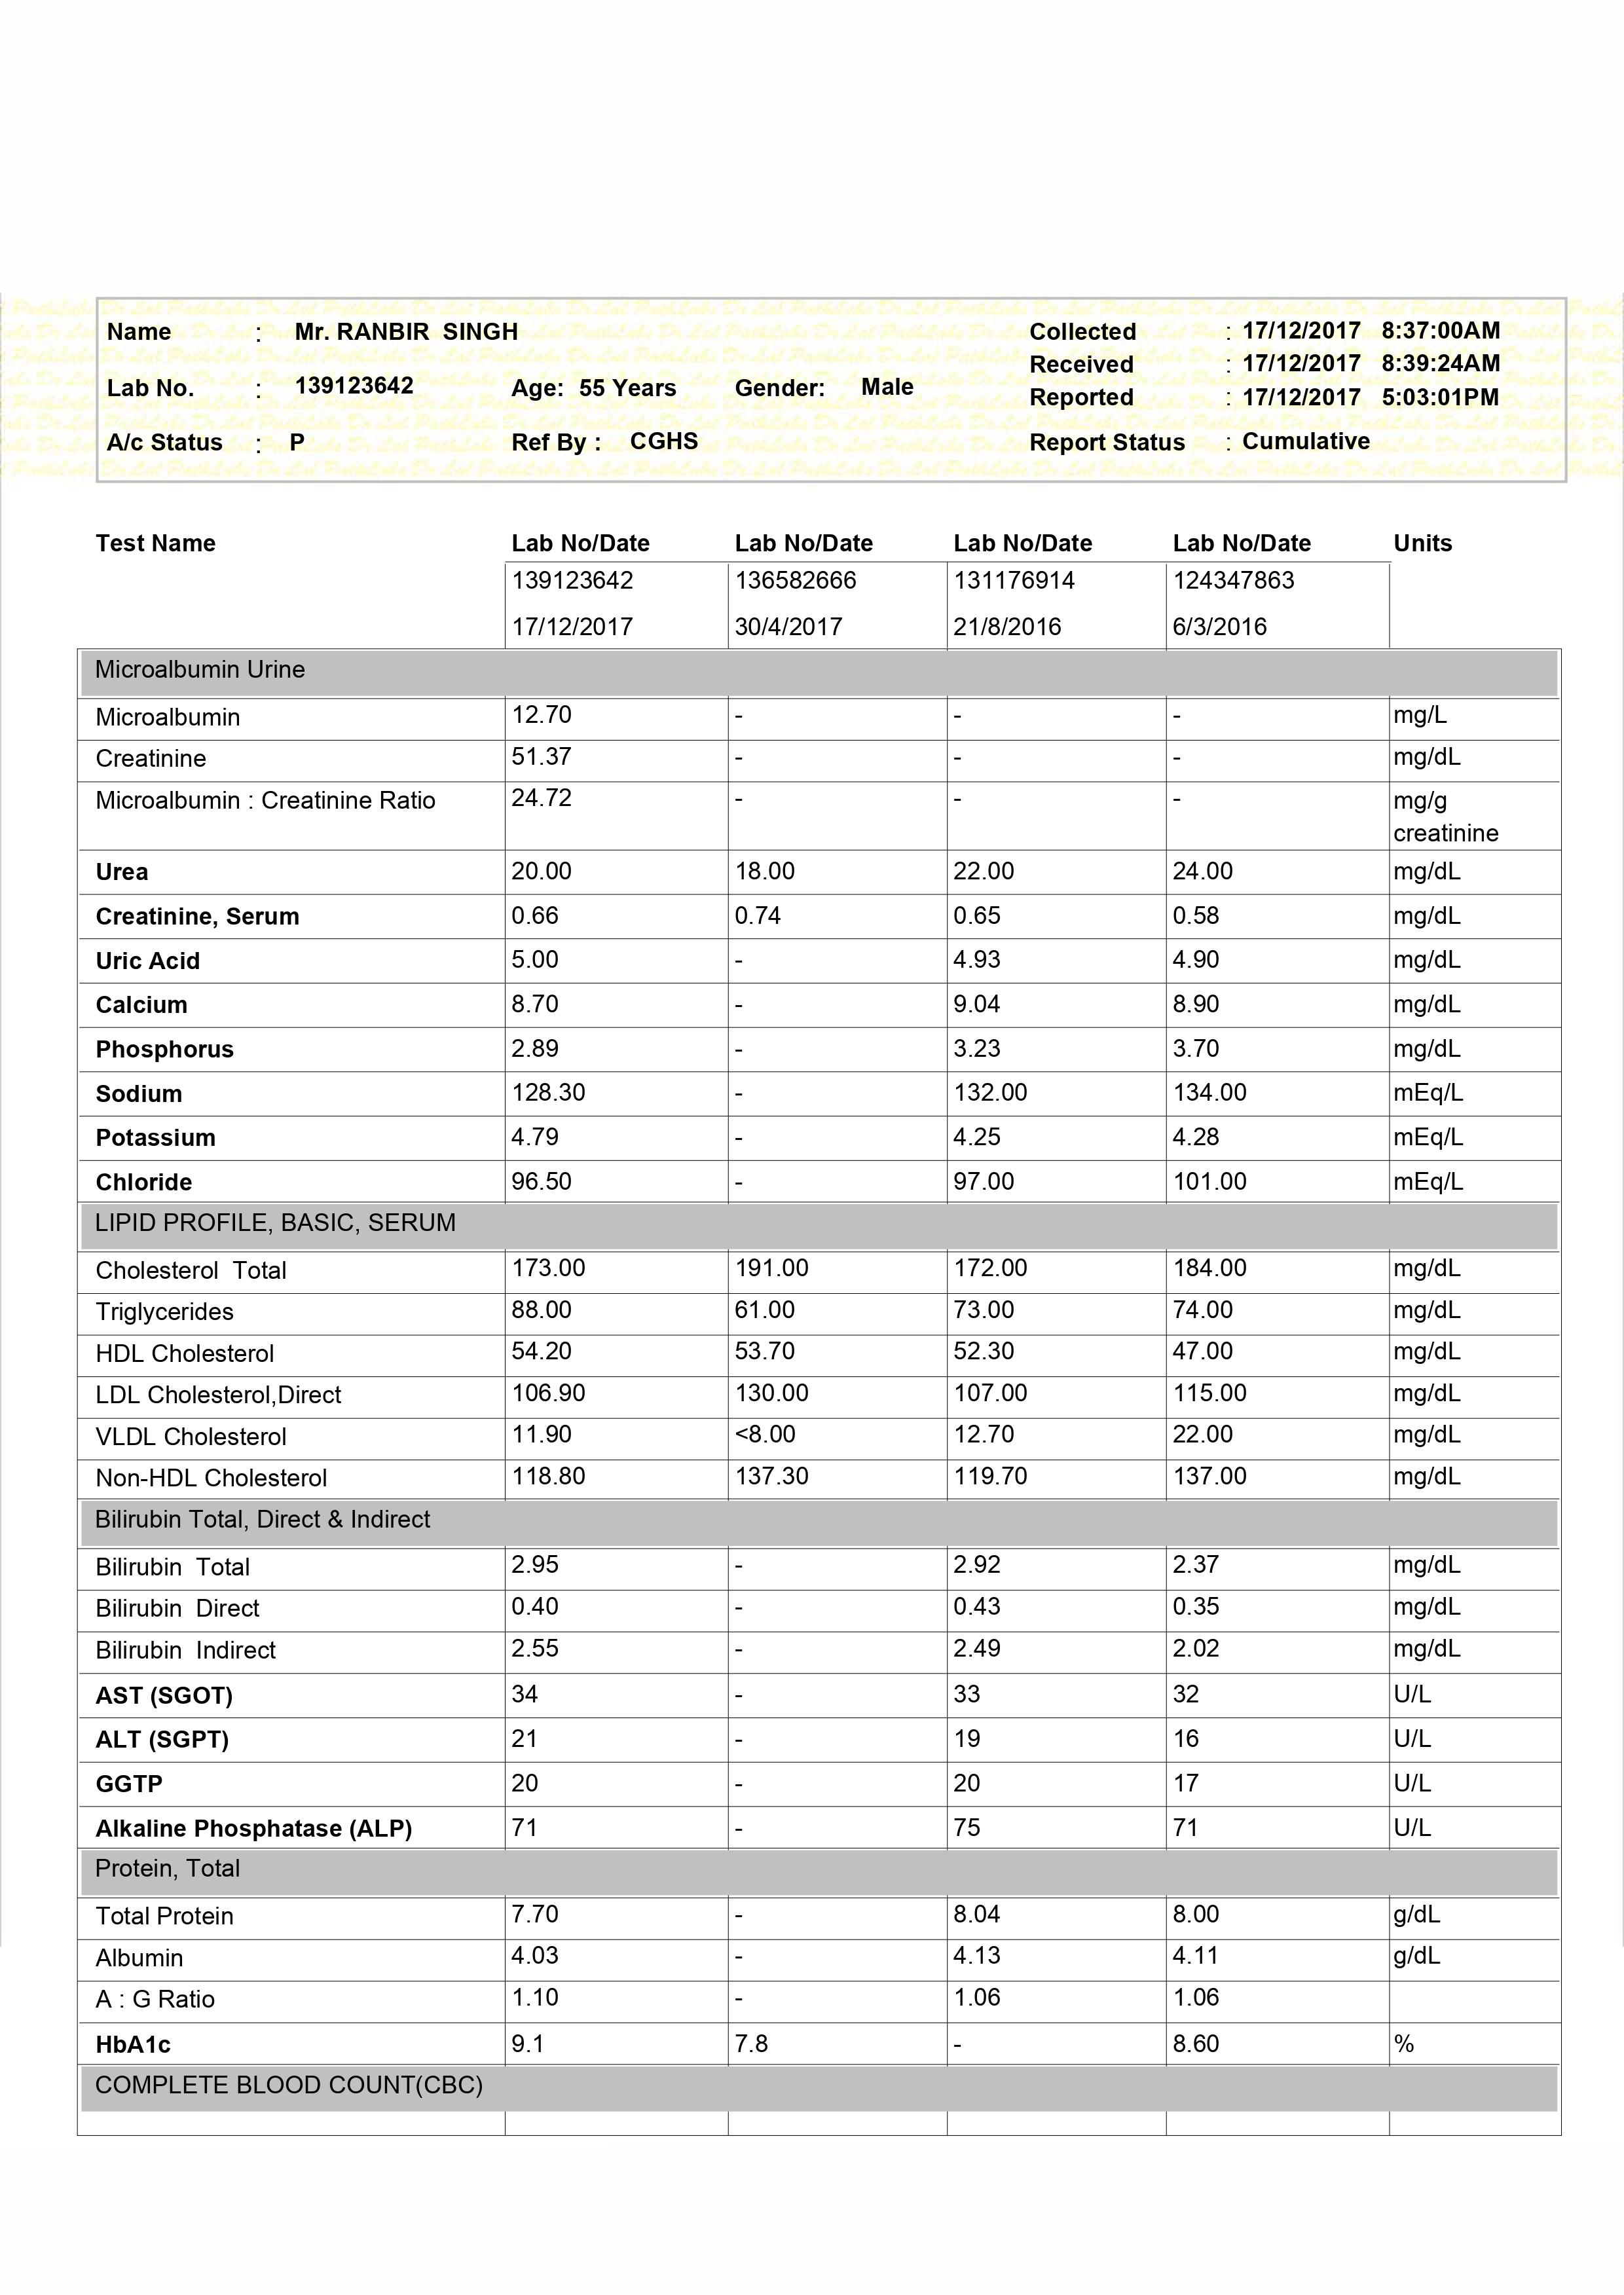 Name : Mr. RANBIR SINGH Collected : 17/12/2017 8:37:00AM
Received : 17/12/2017 8:39:24AM
Lab No. : 139123642 Age: 55 Years Gender: Male Reported : 17/12/2017 5:03:01PM
A/c Status : P Ref By : CGHS Report Status : Cumulative
Test Name Lab No/Date Lab No/Date Lab No/Date Lab No/Date Units
139123642 136582666 131176914 124347863
17/12/2017 30/4/2017 21/8/2016 6/3/2016
Microalbumin Urine
Microalbumin 12.70 - - - mg/L
Creatinine 51.37 - - - mg/dL
Microalbumin : Creatinine Ratio 24.72 - - - mg/g
creatinine
Urea 20.00 18.00 22.00 24.00 mg/dL
Creatinine, Serum 0.66 0.74 0.65 0.58 mg/dL
Uric Acid 5.00 - 4.93 4.90 mg/dL
Calcium 8.70 - 9.04 8.90 mg/dL
Phosphorus 2.89 - 3.23 3.70 mg/dL
Sodium 128.30 - 132.00 134.00 mEq/L
Potassium 4.79 - 4.25 4.28 mEq/L
Chloride 96.50 - 97.00 101.00 mEq/L
LIPID PROFILE, BASIC, SERUM
Cholesterol Total 173.00 191.00 172.00 184.00 mg/dL
Triglycerides 88.00 61.00 73.00 74.00 mg/dL
HDL Cholesterol 54.20 53.70 52.30 47.00 mg/dL
LDL Cholesterol,Direct 106.90 130.00 107.00 115.00 mg/dL
VLDL Cholesterol 11.90 <8.00 12.70 22.00 mg/dL
Non-HDL Cholesterol 118.80 137.30 119.70 137.00 mg/dL
Bilirubin Total, Direct & Indirect
Bilirubin Total 2.95 - 2.92 2.37 mg/dL
Bilirubin Direct 0.40 - 0.43 0.35 mg/dL
Bilirubin Indirect 2.55 - 2.49 2.02 mg/dL
AST (SGOT) 34 - 33 32 U/L
ALT (SGPT) 21 - 19 16 U/L
GGTP 20 - 20 17 U/L
Alkaline Phosphatase (ALP) 71 - 75 71 U/L
Protein, Total
Total Protein 7.70 - 8.04 8.00 g/dL
Albumin 4.03 - 4.13 4.11 g/dL
A : G Ratio 1.10 - 1.06 1.06
HbA1c 9.1 7.8 - 8.60 %
COMPLETE BLOOD COUNT(CBC)